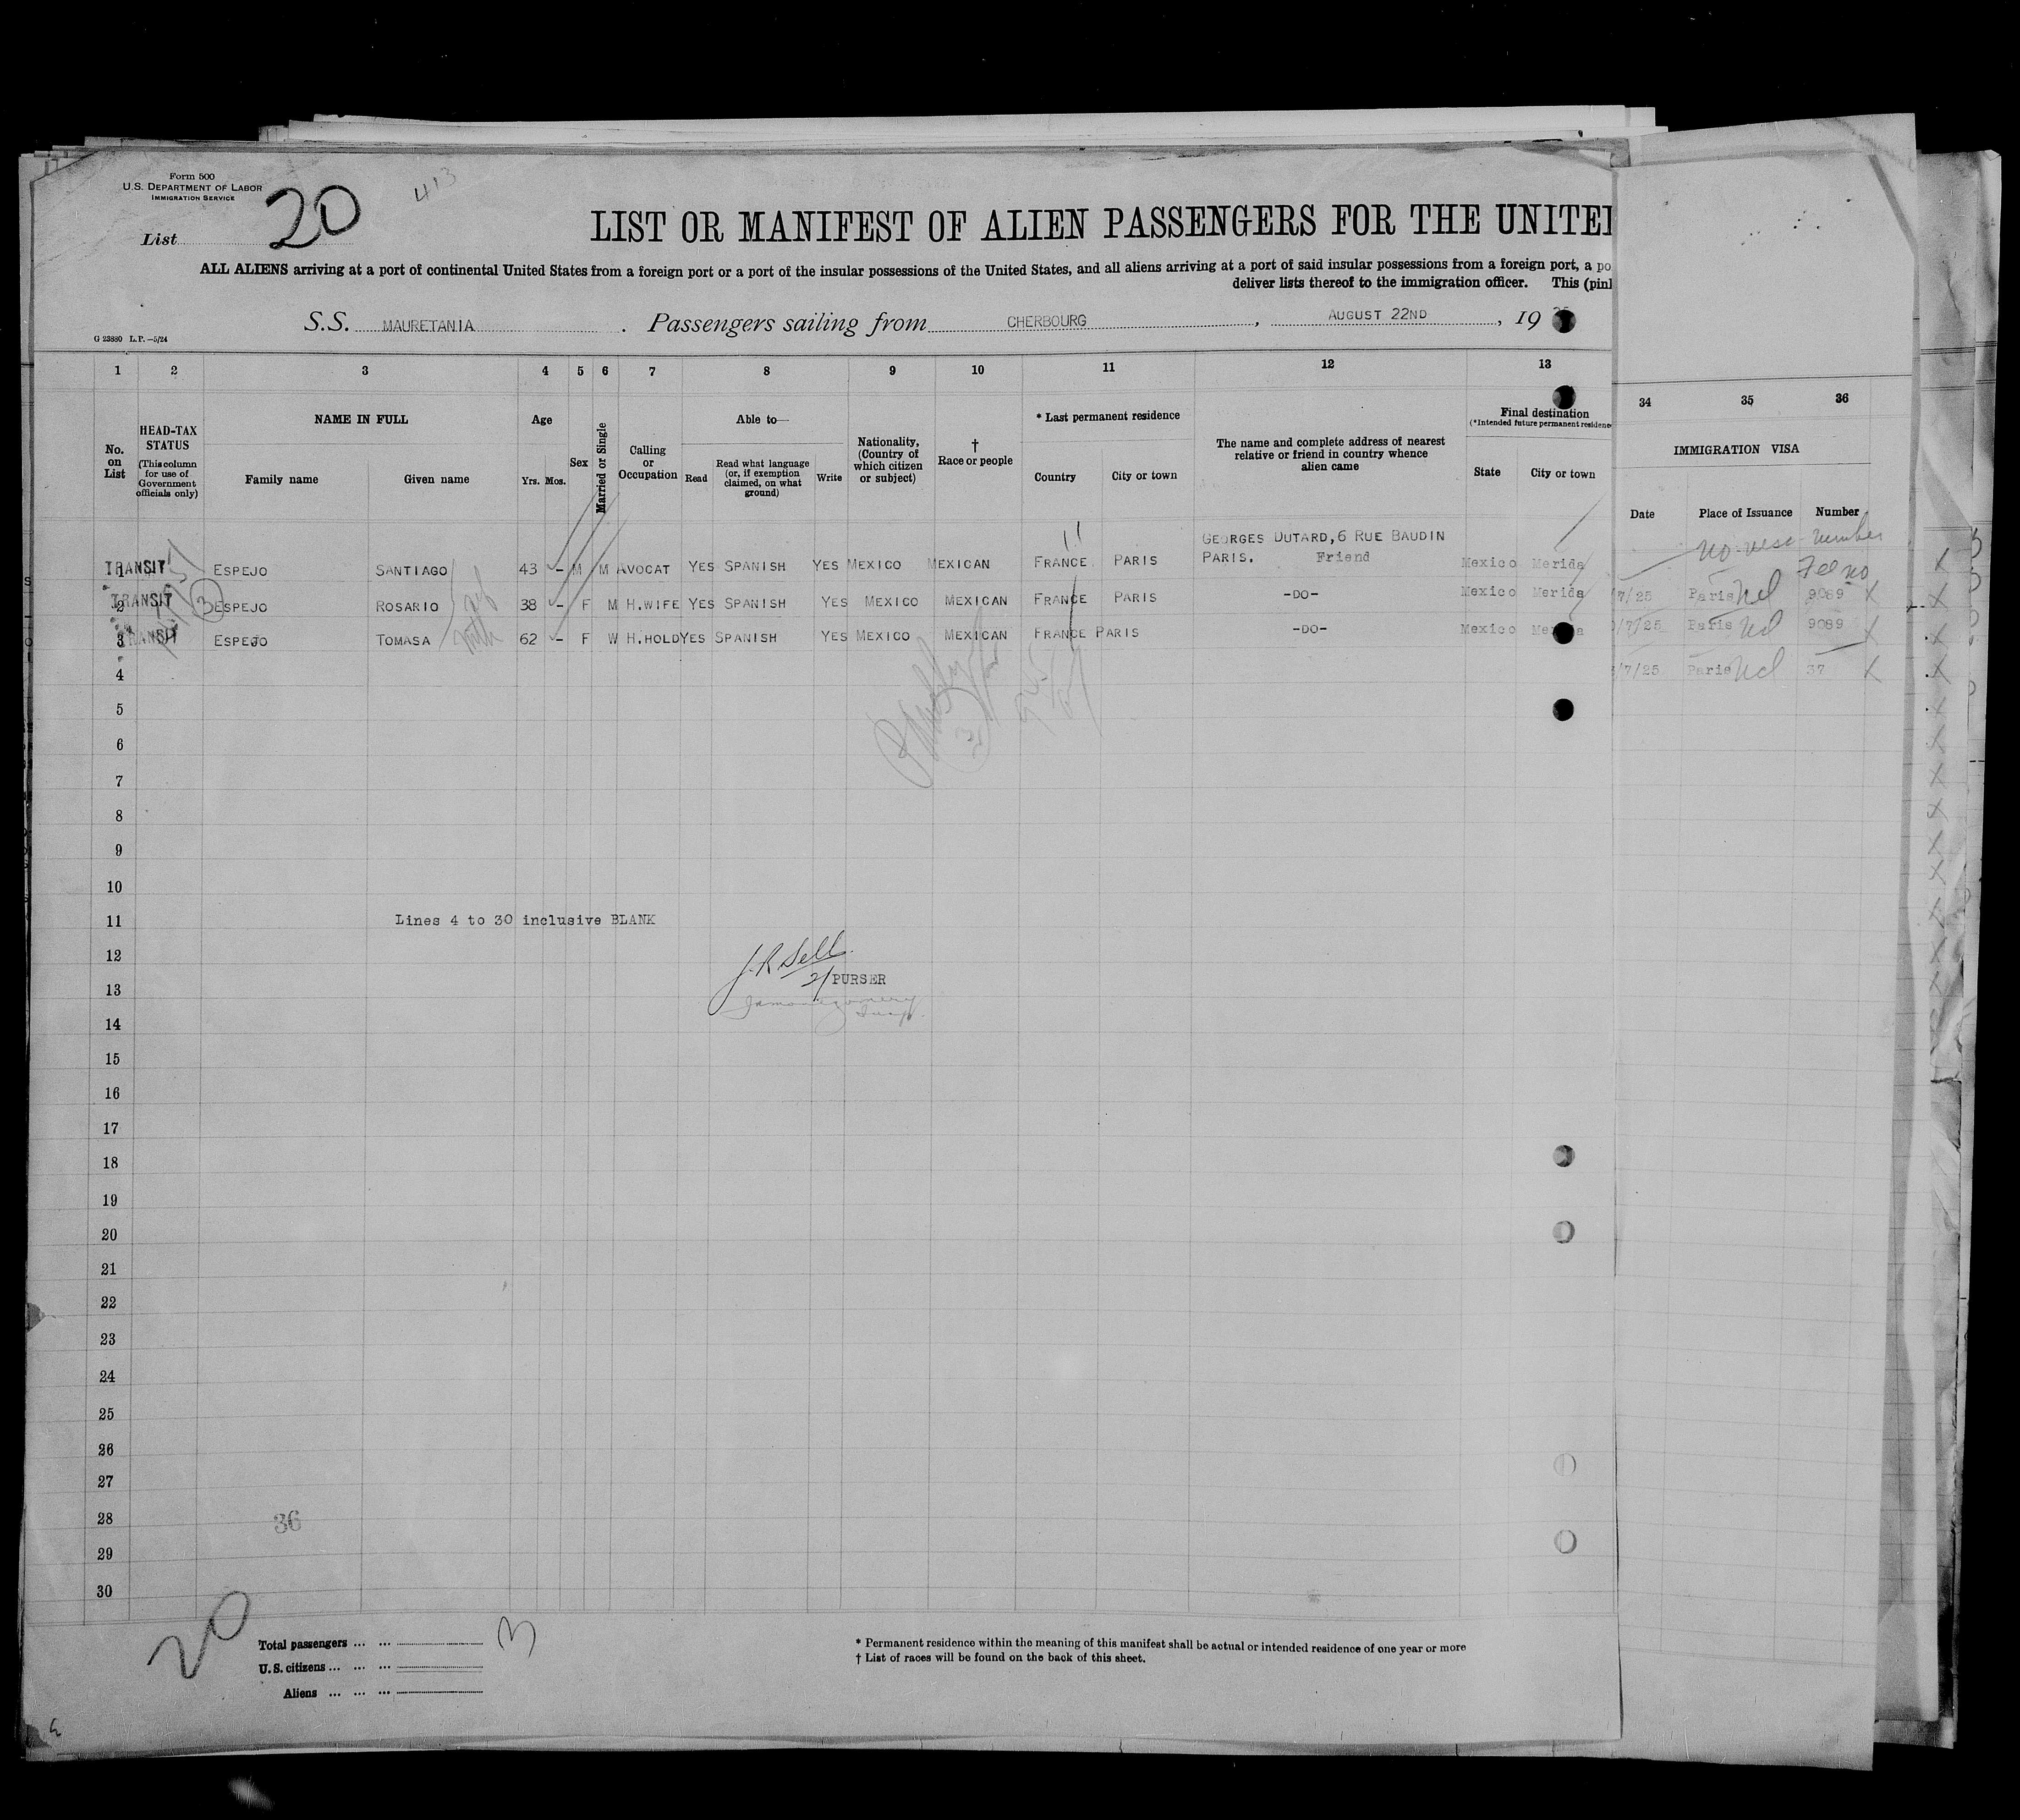 Form 500
U.S. DEPARTMENT OF LABOR
IMMIGRATION SERVICE
List 20
413
LIST OR MANIFEST OF ALIEN PASSENGERS FOR THE UNITE
ALL ALIENS arriving at a port of continental United States from a foreign port or a port of the insular possessions of the United States, and all aliens arriving at a port of said insular possessions from a foreign port, a po
deliver lists thereof to the immigration officer. This (pin
S.S. MAURETANIA . Passengers sailing from CHERBOURG , AUGUST 22ND , 19
G 23880 L.P.—5/24
1 2 3 4 5 6 7 8 9 10 11 12 13
34 35 36
No. on List
HEAD-TAX STATUS
(This column for use of Government officials only)
NAME IN FULL
Family name Given name
Age
Yrs. Mos.
Sex
Married or Single
Calling or Occupation
Able to—
Read
Read what language (or, if exemption claimed, on what ground)
Write
Nationality, (Country of which citizen or subject)
† Race or people
* Last permanent residence
Country City or town
The name and complete address of nearest relative or friend in country whence alien came
Final destination
(*Intended future permanent residence
State City or town
IMMIGRATION VISA
Date Place of Issuance Number
no visa number
GEORGES DUTARD, 6 RUE BAUDIN
1 TRANSIT ESPEJO SANTIAGO 43 - M M AVOCAT YES SPANISH YES MEXICO MEXICAN FRANCE PARIS PARIS. Friend Mexico Merida
2 TRANSIT 3 ESPEJO ROSARIO 38 - F M H.WIFE YES SPANISH YES MEXICO MEXICAN FRANCE PARIS -DO- Mexico Merida
7/25 Paris 9089 X
3 TRANSIT ESPEJO TOMASA 62 - F W H.HOLD YES SPANISH YES MEXICO MEXICAN FRANCE PARIS -DO- Mexico
/7/25 Paris 9089 X
4
/7/25 Paris 37 X
5
6
7
8
9
10
11 Lines 4 to 30 inclusive BLANK
12 J.R Sell
13 2/PURSER
14
15
16
17
18
19
20
21
22
23
24
25
26
27
28 36
29
30
20
Total passengers ... ... 3
U.S. citizens ... ... ...
Aliens ... ... ...
* Permanent residence within the meaning of this manifest shall be actual or intended residence of one year or more
† List of races will be found on the back of this sheet.